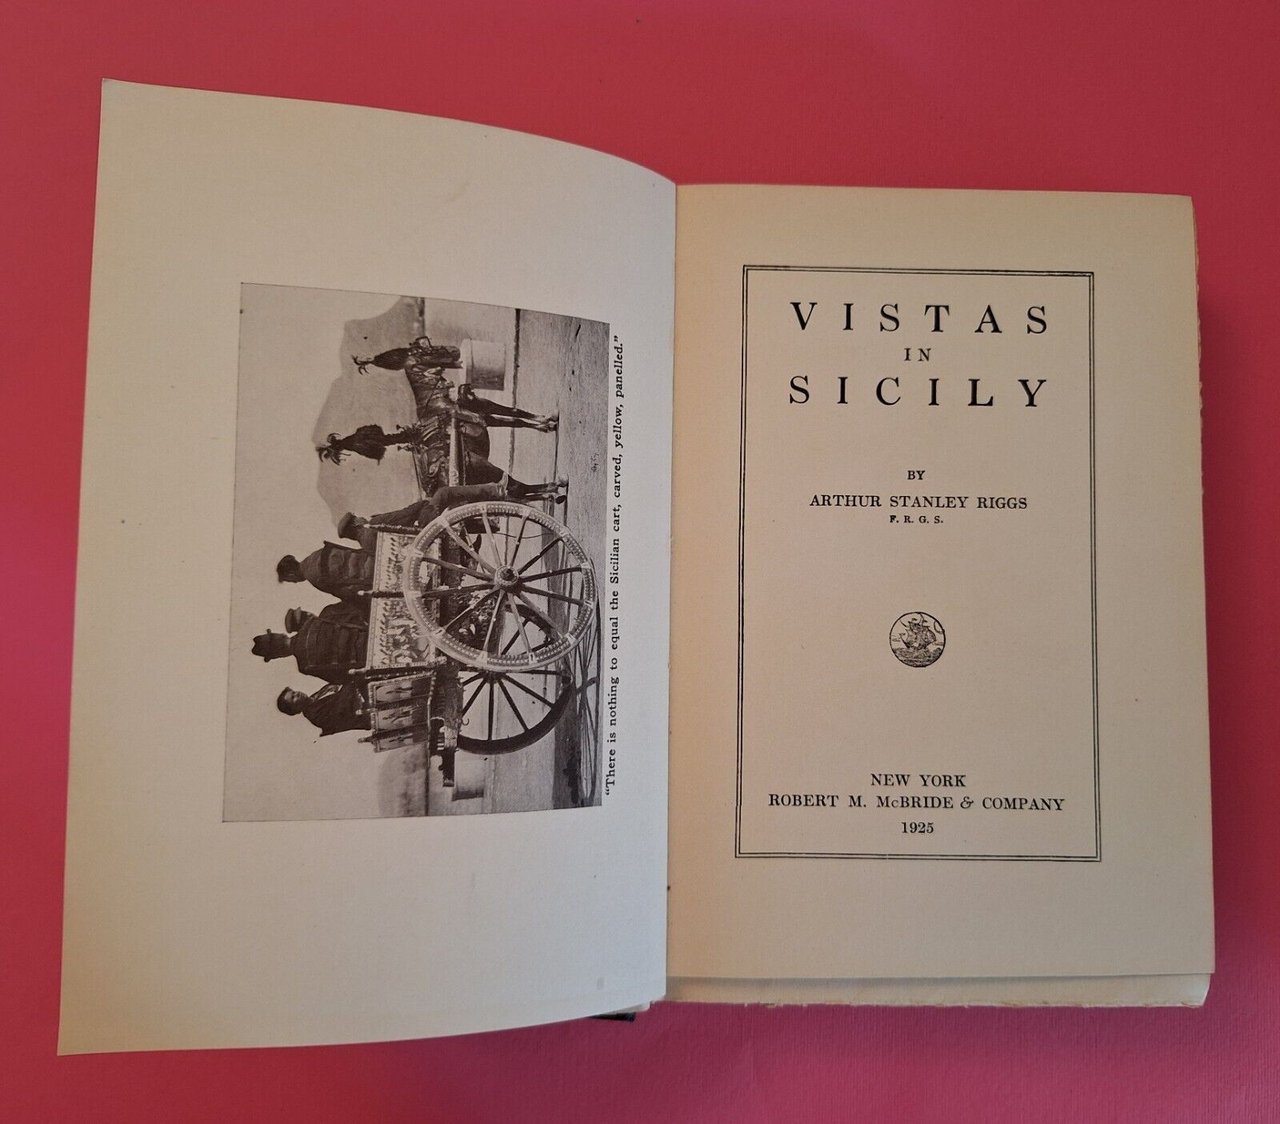 "There is nothing to equal the Sicilian cart, carved, yellow, panelled."
VISTAS
IN
SICILY
BY
ARTHUR STANLEY RIGGS
F. R. G. S.
NEW YORK
ROBERT M. McBRIDE & COMPANY
1925